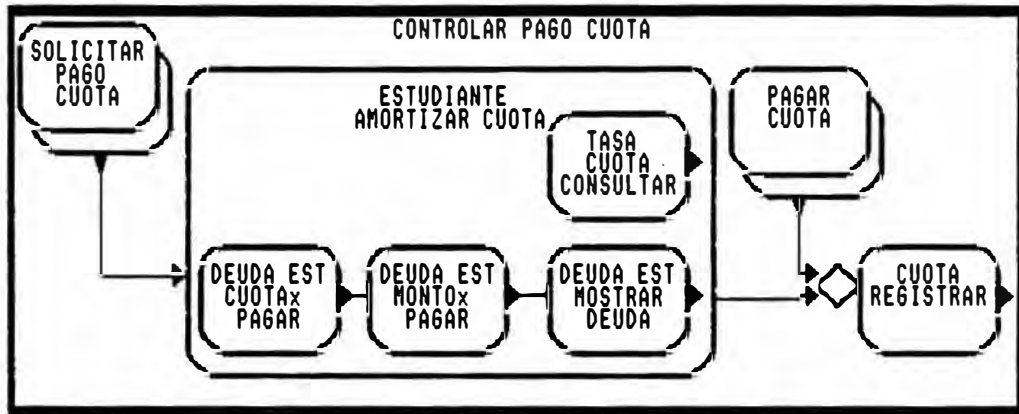 CONTROLAR PAGO CUOTA
SOLICITAR
PAGO
CUOTA
ESTUDIANTE
AMORTIZAR CUOTA
TASA
CUOTA
CONSULTAR
PAGAR
CUOTA
DEUDA EST
CUOTAx
PAGAR
DEUDA EST
MONTOx
PAGAR
DEUDA EST
MOSTRAR
DEUDA
CUOTA
REGISTRAR